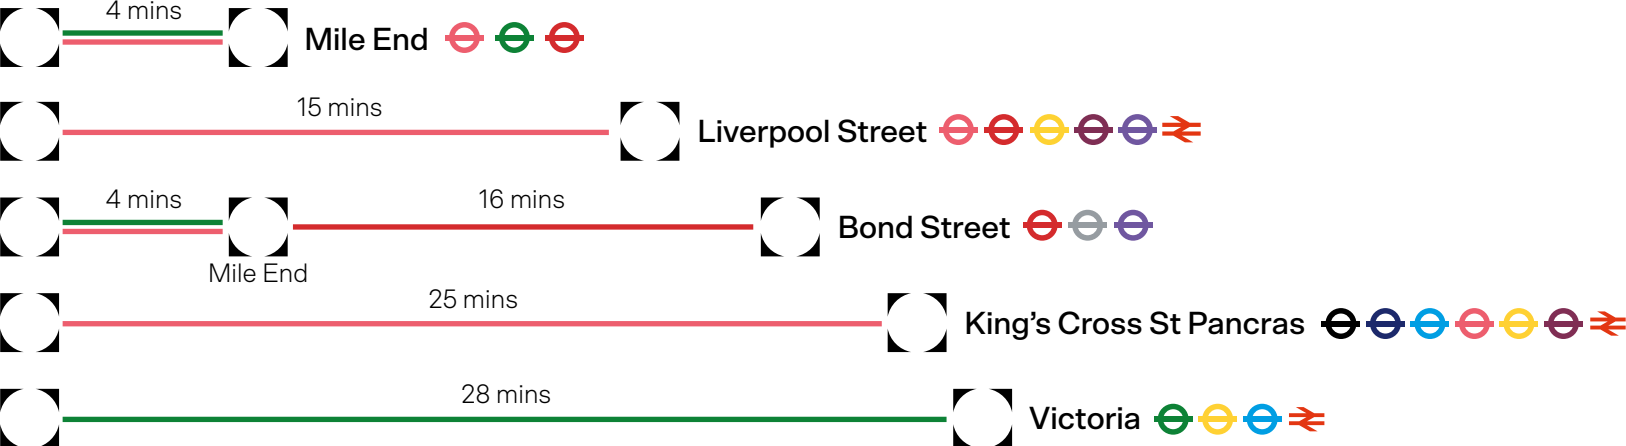 4 mins
Mile End
15 mins
Liverpool Street
4 mins
16 mins
Bond Street
Mile End
25 mins
King’s Cross St Pancras
28 mins
Victoria